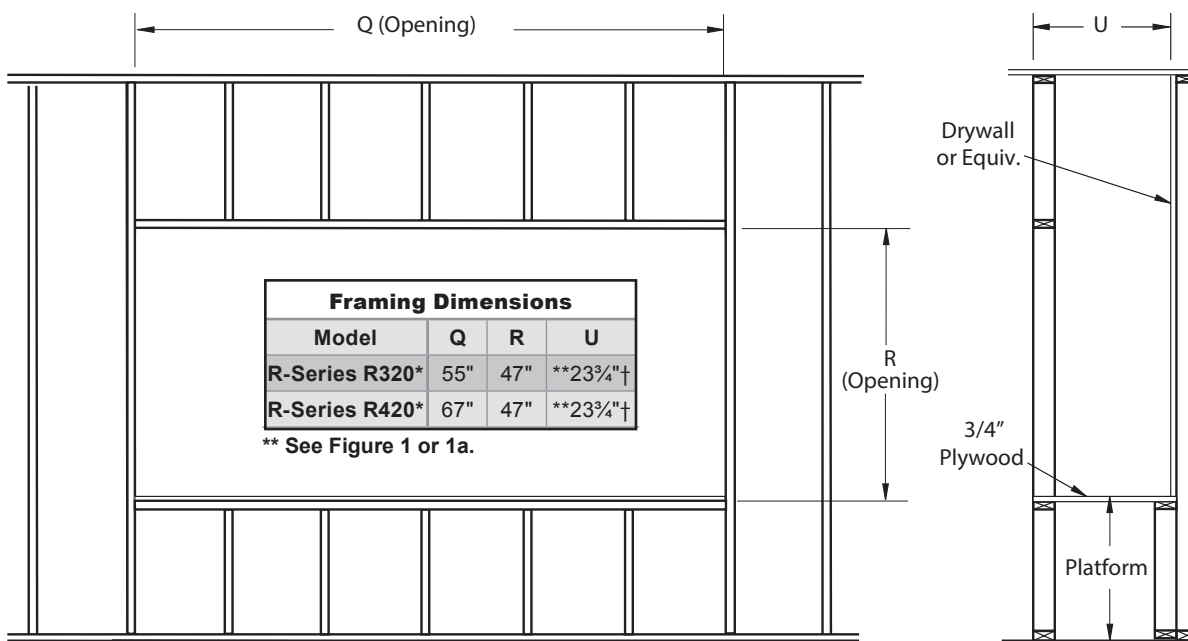 Q (Opening)
U
Drywall
or Equiv.
Framing Dimensions
Model Q R U
R-Series R320* 55" 47" **23¾"†
R-Series R420* 67" 47" **23¾"†
** See Figure 1 or 1a.
R
(Opening)
3/4"
Plywood
Platform